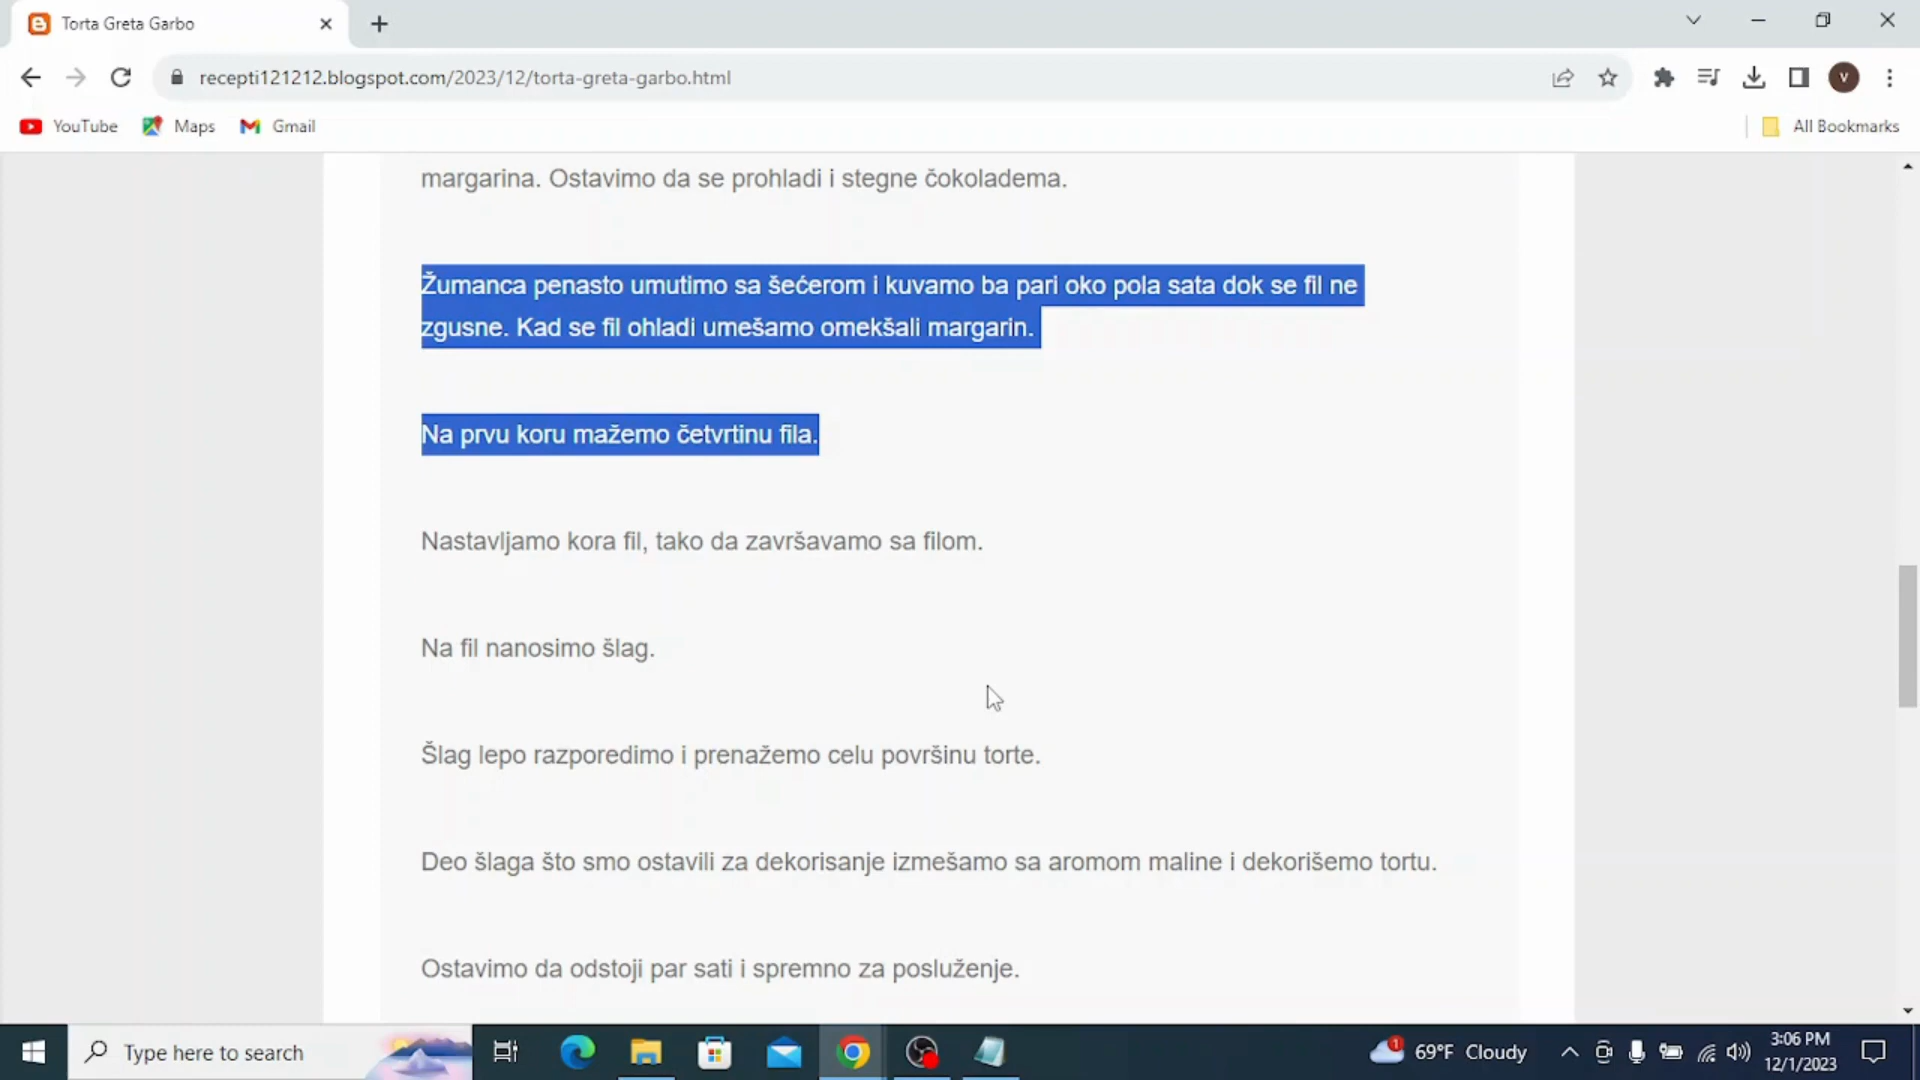 Torta Greta Garbo
recepti121212.blogspot.com/2023/12/torta-greta-garbo.html
V
YouTube
Maps
Gmail
All Bookmarks
margarina. Ostavimo da se prohladi i stegne čokoladema.
Žumanca penasto umutimo sa šećerom i kuvamo ba pari oko pola sata dok se fil ne
zgusne. Kad se fil ohladi umešamo omekšali margarin.
Na prvu koru mažemo četvrtinu fila.
Nastavljamo kora fil, tako da završavamo sa filom.
Na fil nanosimo šlag.
Šlag lepo razporedimo i prenažemo celu površinu torte.
Deo šlaga što smo ostavili za dekorisanje izmešamo sa aromom maline i dekorišemo tortu.
Ostavimo da odstoji par sati i spremno za posluženje.
Type here to search
1
69°F Cloudy
3:06 PM
12/1/2023